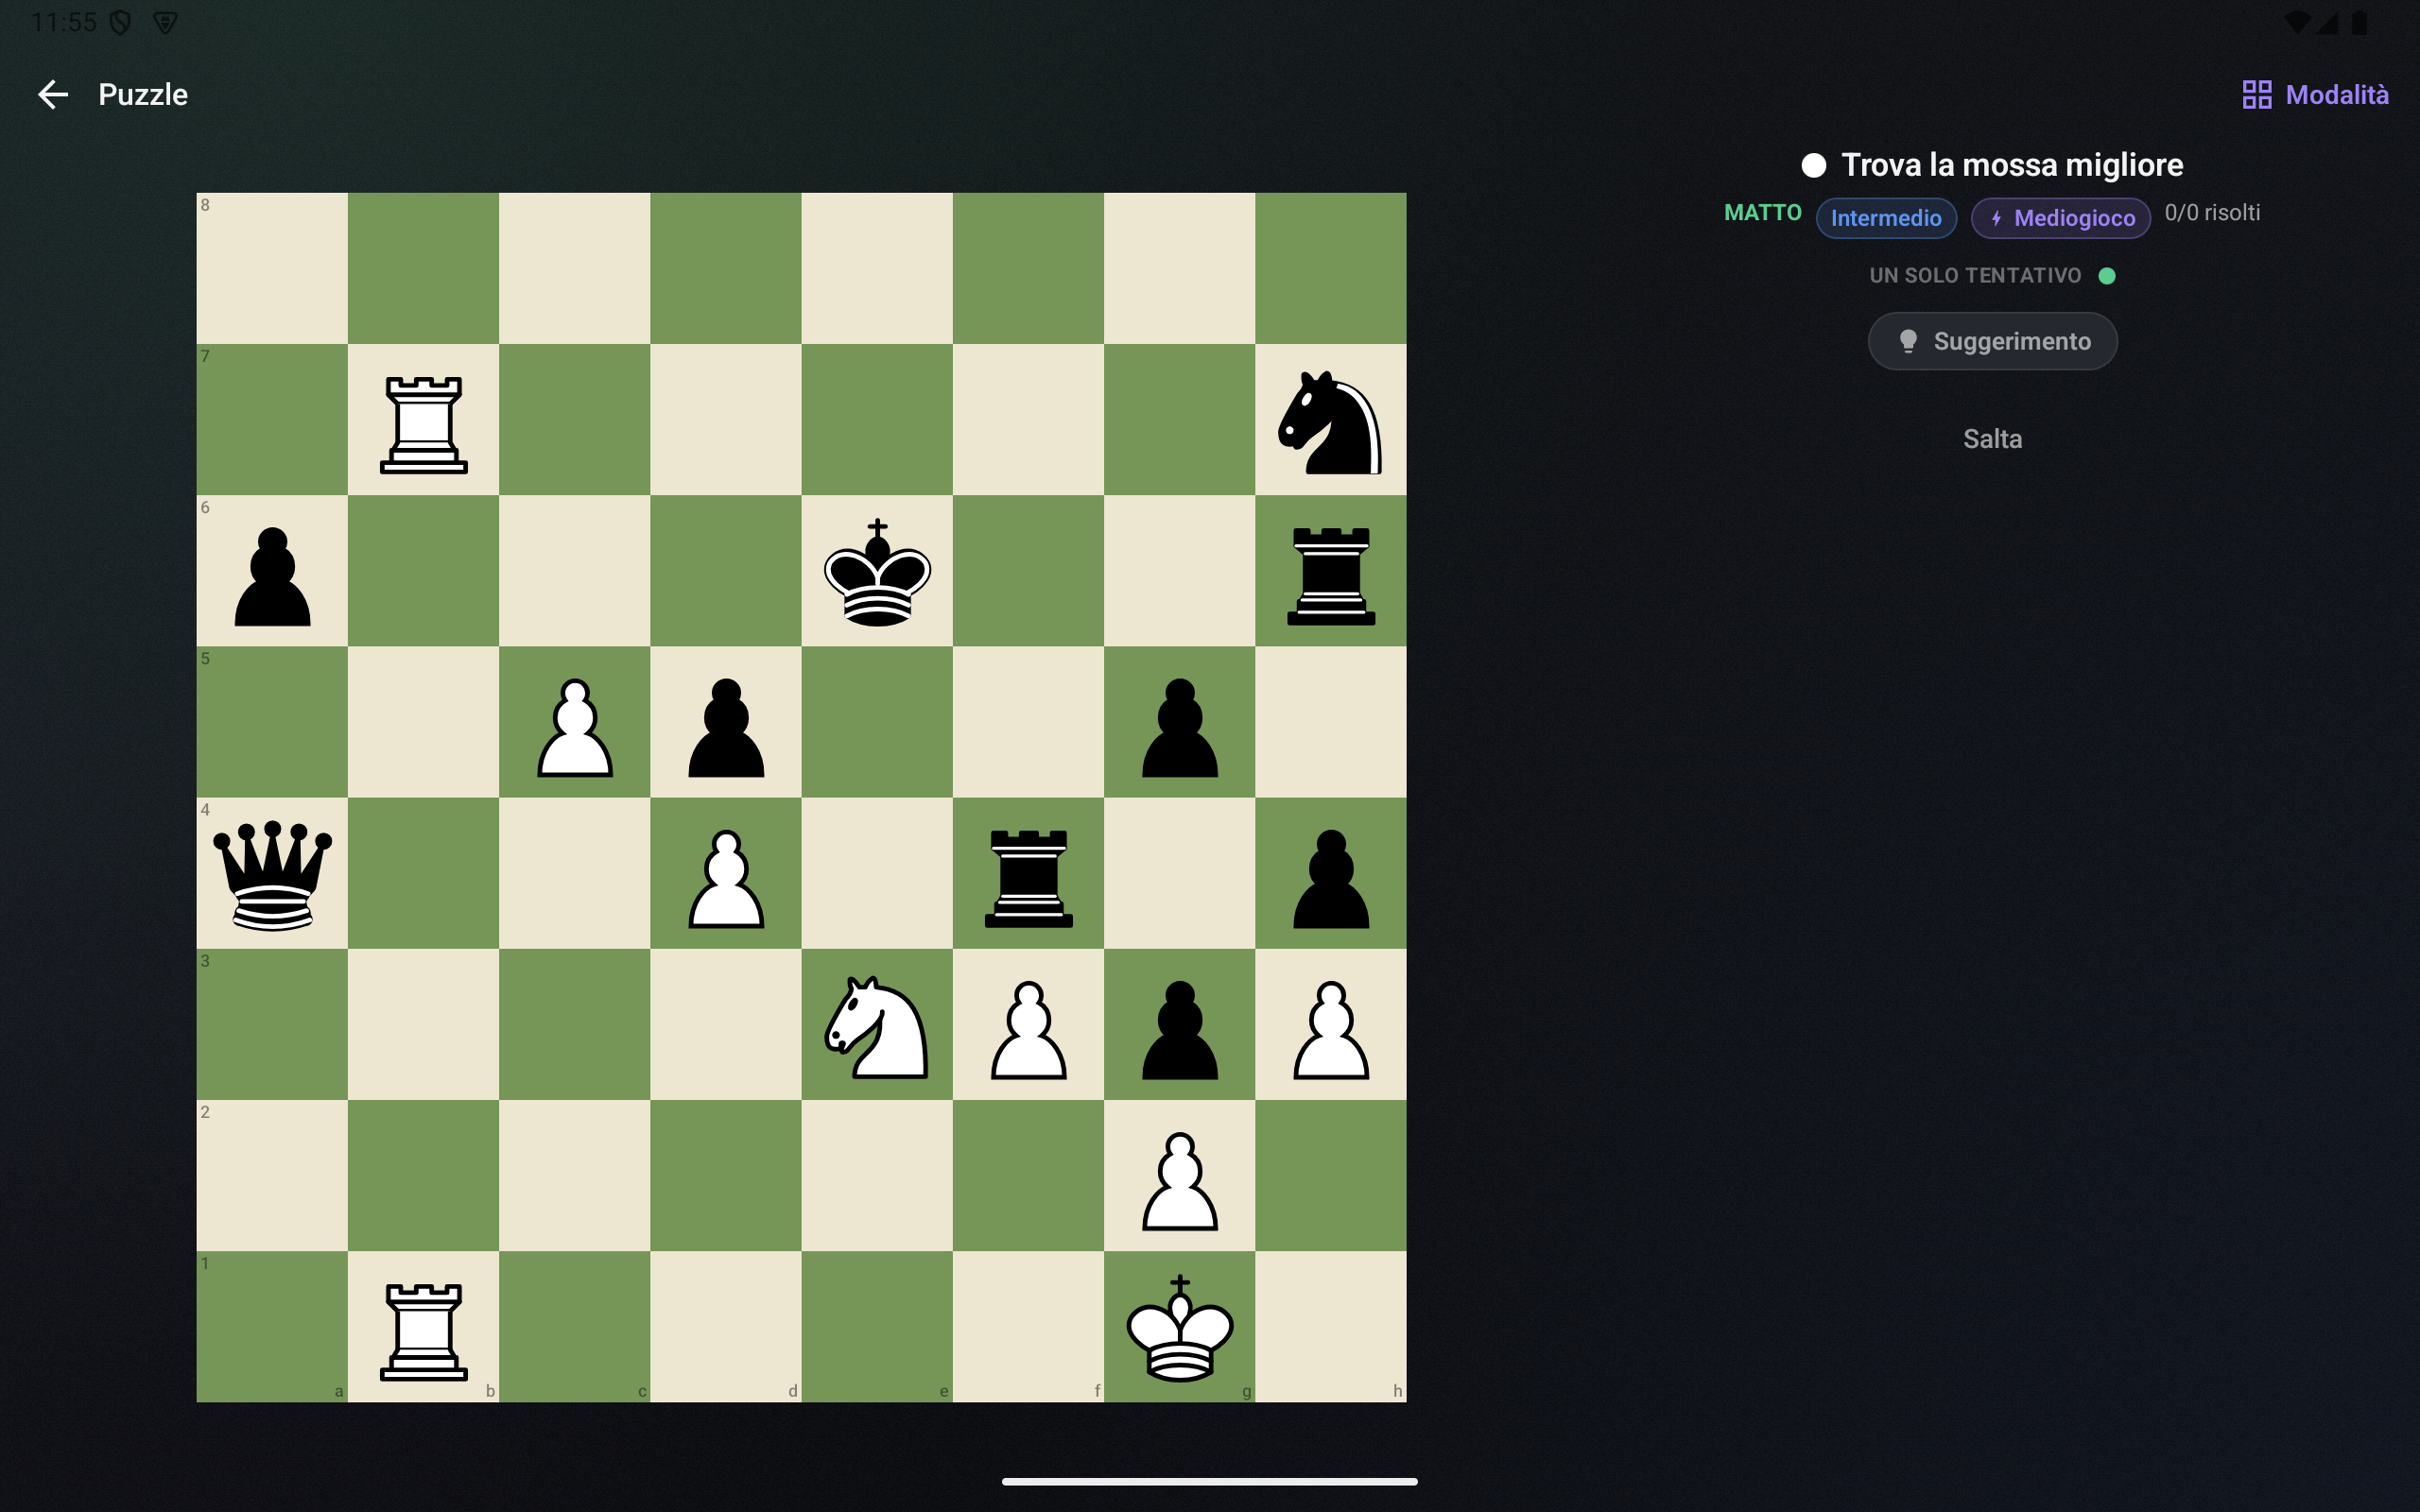 11:55
Puzzle
Modalità
Trova la mossa migliore
MATTO Intermedio Mediogioco 0/0 risolti
UN SOLO TENTATIVO
Suggerimento
Salta
8
7
6
5
4
3
2
1
a b c d e f g h